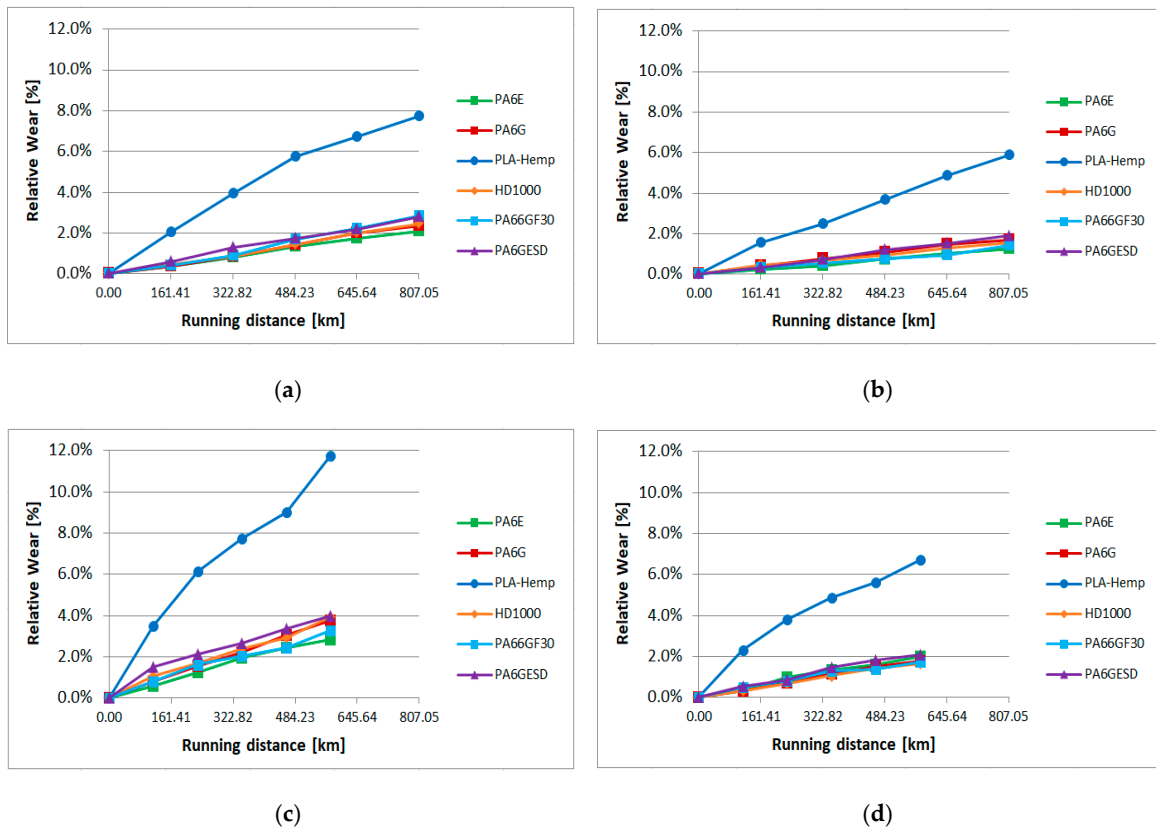 12.0%
10.0%
8.0%
6.0%
4.0%
2.0%
0.0%
Relative Wear [%]
0.00 161.41 322.82 484.23 645.64 807.05
Running distance [km]
PA6E
PA6G
PLA-Hemp
HD1000
PA66GF30
PA6GESD
(a)
12.0%
10.0%
8.0%
6.0%
4.0%
2.0%
0.0%
Relative Wear [%]
0.00 161.41 322.82 484.23 645.64 807.05
Running distance [km]
PA6E
PA6G
PLA-Hemp
HD1000
PA66GF30
PA6GESD
(b)
12.0%
10.0%
8.0%
6.0%
4.0%
2.0%
0.0%
Relative Wear [%]
0.00 161.41 322.82 484.23 645.64 807.05
Running distance [km]
PA6E
PA6G
PLA-Hemp
HD1000
PA66GF30
PA6GESD
(c)
12.0%
10.0%
8.0%
6.0%
4.0%
2.0%
0.0%
Relative Wear [%]
0.00 161.41 322.82 484.23 645.64 807.05
Running distance [km]
PA6E
PA6G
PLA-Hemp
HD1000
PA66GF30
PA6GESD
(d)